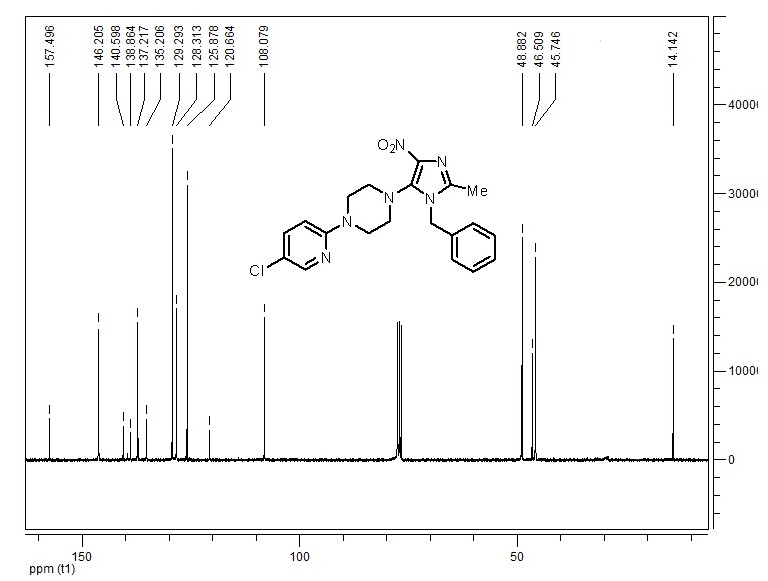 157.496
146.205
140.598
138.864
137.217
135.206
129.293
128.313
125.878
120.664
108.079
48.882
46.509
45.746
14.142
40000
30000
20000
10000
0
O₂N
N
Me
N
N
N
N
Cl
150
100
50
ppm (t1)